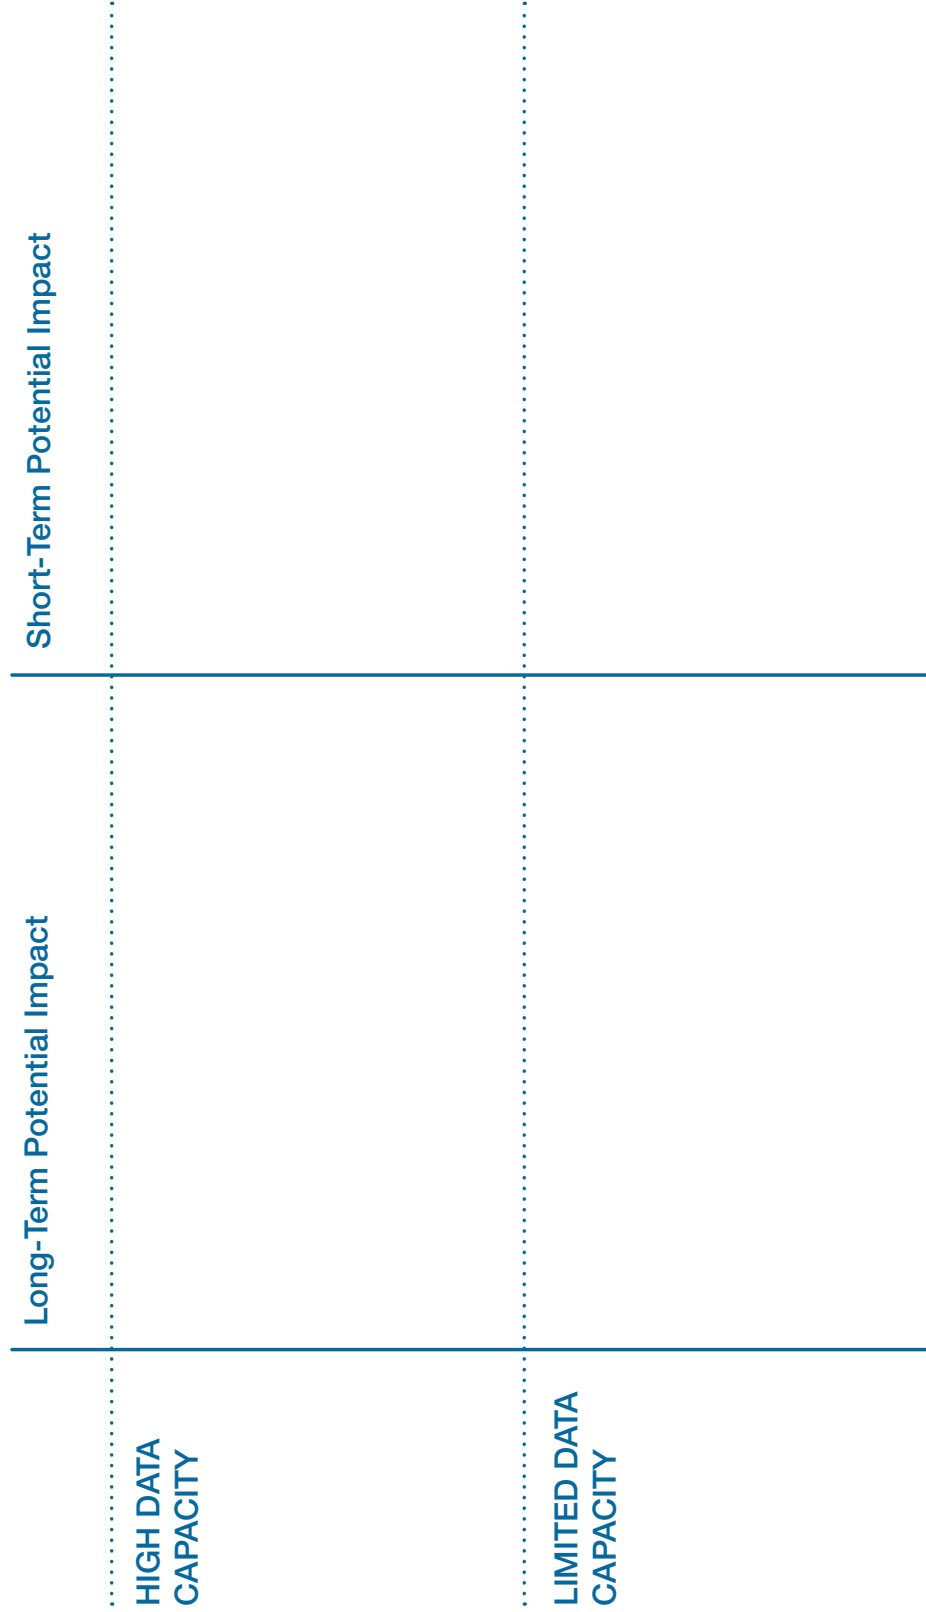 Long-Term Potential Impact
Short-Term Potential Impact
HIGH DATA
CAPACITY
LIMITED DATA
CAPACITY